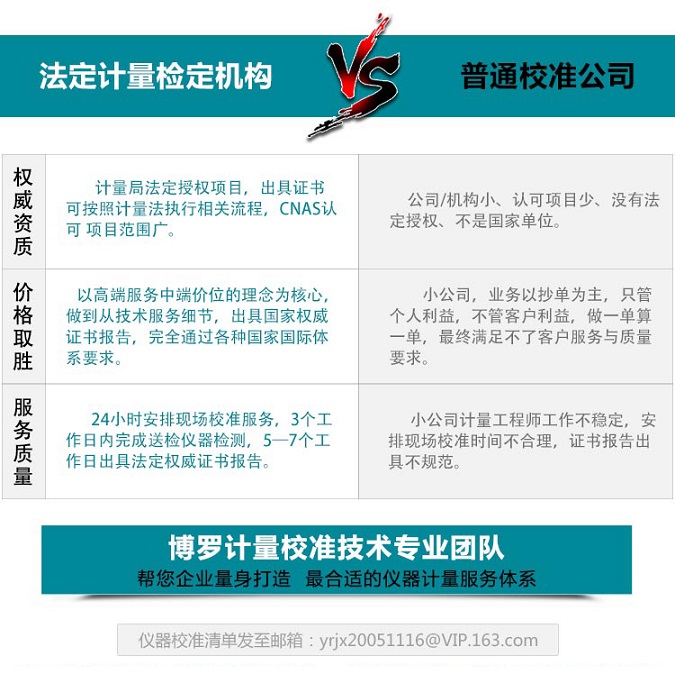 法定计量检定机构 VS 普通校准公司
权威资质
计量局法定授权项目，出具证书
可按照计量法执行相关流程，CNAS认
可 项目范围广。
公司/机构小、认可项目少、没有法
定授权、不是国家单位。
价格取胜
以高端服务中端价位的理念为核心，
做到从技术服务细节，出具国家权威
证书报告，完全通过各种国家国际体
系要求。
小公司，业务以抄单为主，只管
个人利益，不管客户利益，做一单算
一单，最终满足不了客户服务与质量
要求。
服务质量
24小时安排现场校准服务，3个工
作日内完成送检仪器检测，5—7个工
作日出具法定权威证书报告。
小公司计量工程师工作不稳定，安
排现场校准时间不合理，证书报告出
具不规范。
博罗计量校准技术专业团队
帮您企业量身打造 最合适的仪器计量服务体系
仪器校准清单发至邮箱：yrjx20051116@VIP.163.com